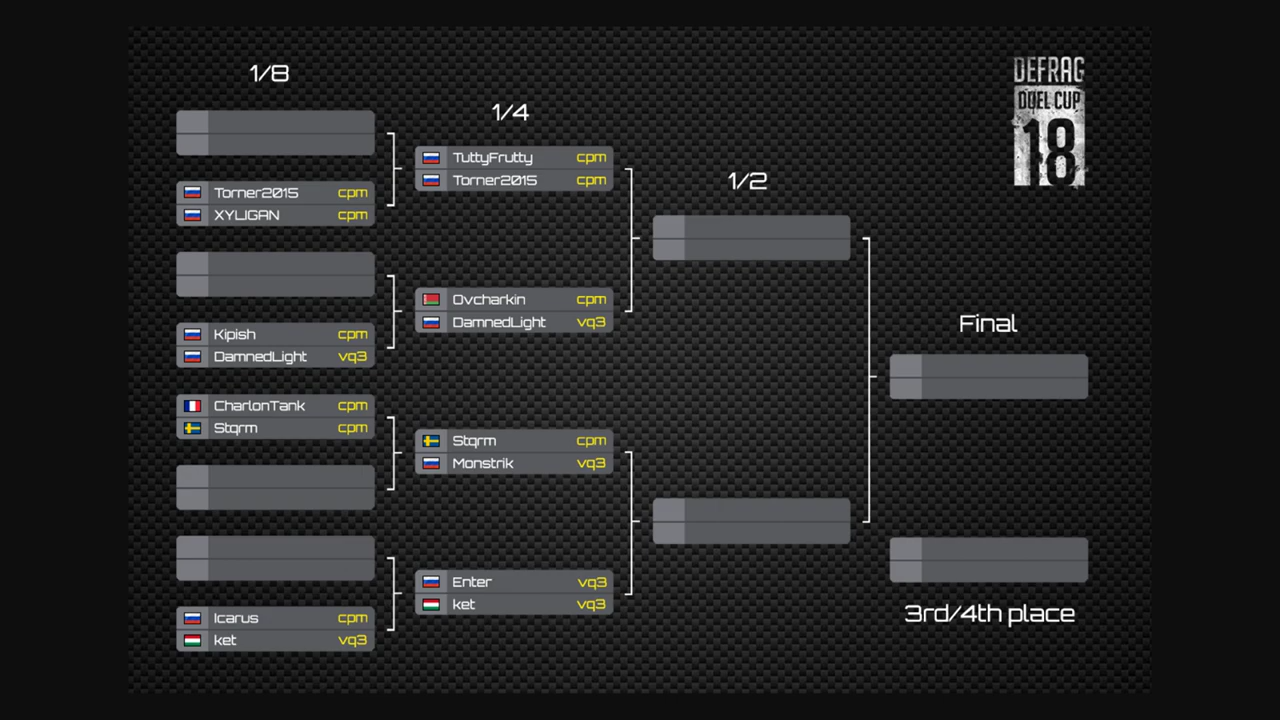 1/8
Torner2015 cpm
XYLIGAN cpm
Kipish cpm
DamnedLight vq3
CharlonTank cpm
Stqrm cpm
Icarus cpm
ket vq3
1/4
TuttyFrutty cpm
Torner2015 cpm
Ovcharkin cpm
DamnedLight vq3
Stqrm cpm
Monstrik vq3
Enter vq3
ket vq3
1/2
Final
3rd/4th place
DEFRAG
DUEL CUP
18